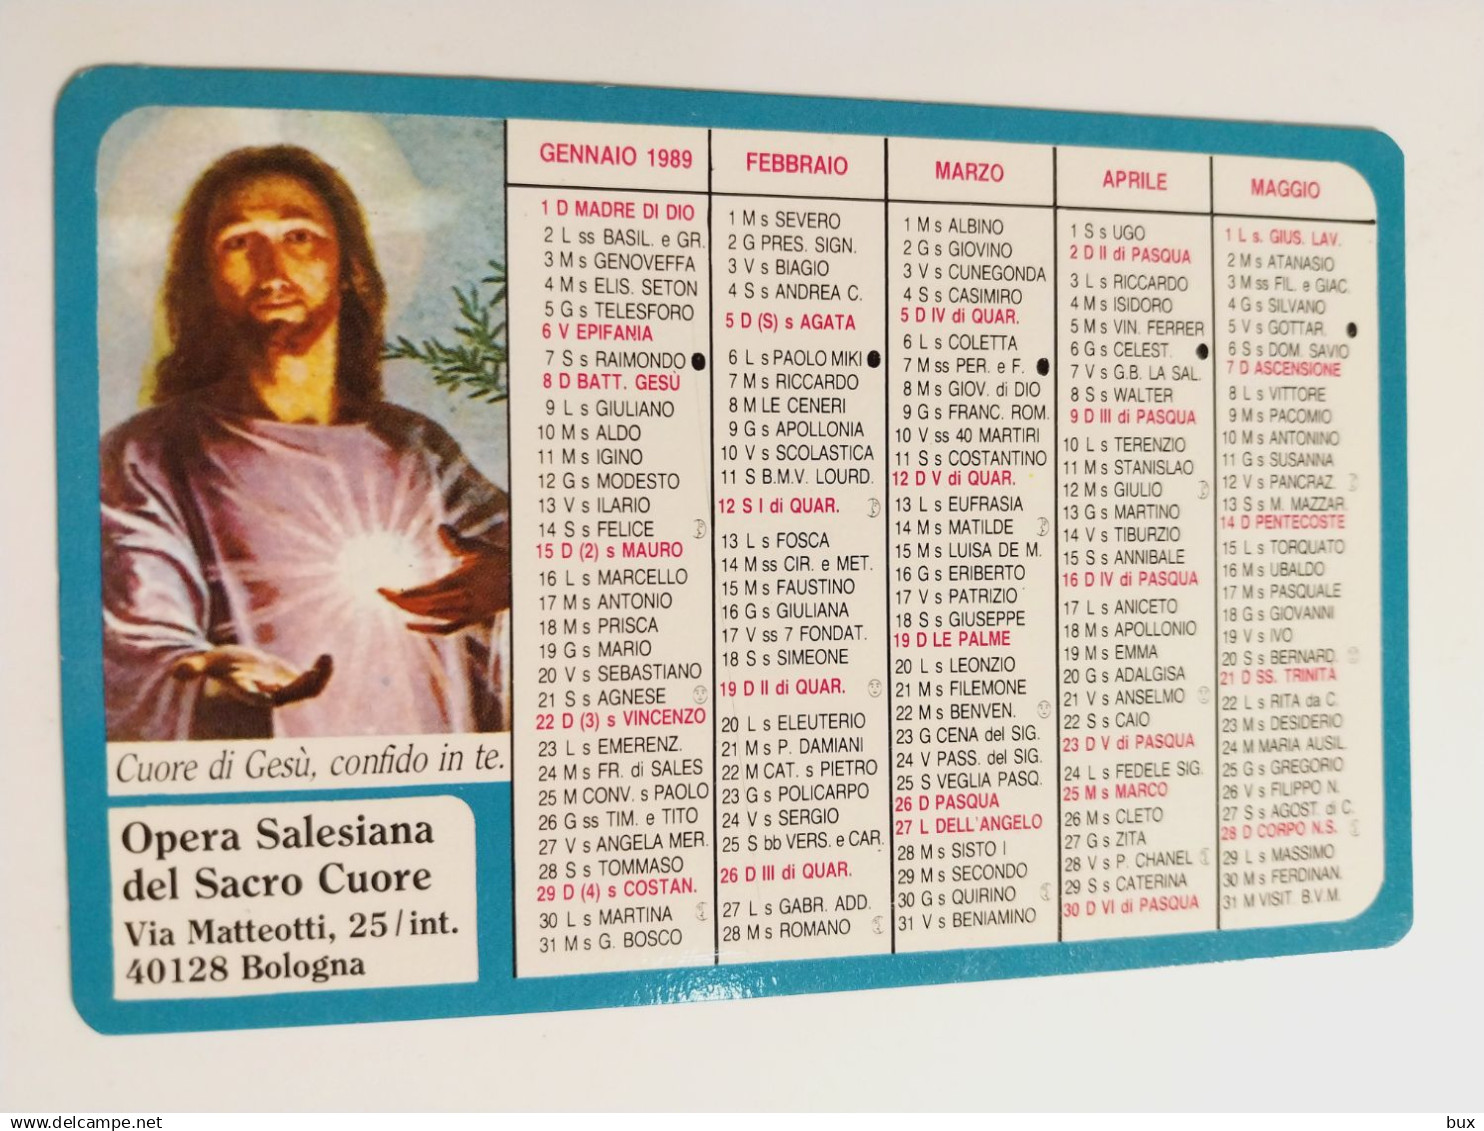 GENNAIO 1989
1 D MADRE DI DIO
2 L ss BASIL. e GR.
3 M s GENOVEFFA
4 M s ELIS. SETON
5 G s TELESFORO
6 V EPIFANIA
7 S s RAIMONDO
8 D BATT. GESÙ
9 L s GIULIANO
10 M s ALDO
11 M s IGINO
12 G s MODESTO
13 V s ILARIO
14 S s FELICE
15 D (2) s MAURO
16 L s MARCELLO
17 M s ANTONIO
18 M s PRISCA
19 G s MARIO
20 V s SEBASTIANO
21 S s AGNESE
22 D (3) s VINCENZO
23 L s EMERENZ.
24 M s FR. di SALES
25 M CONV. s PAOLO
26 G ss TIM. e TITO
27 V s ANGELA MER.
28 S s TOMMASO
29 D (4) s COSTAN.
30 L s MARTINA
31 M s G. BOSCO
FEBBRAIO
1 M s SEVERO
2 G PRES. SIGN.
3 V s BIAGIO
4 S s ANDREA C.
5 D (S) s AGATA
6 L s PAOLO MIKI
7 M s RICCARDO
8 M LE CENERI
9 G s APOLLONIA
10 V s SCOLASTICA
11 S B.M.V. LOURD.
12 S I di QUAR.
13 L s FOSCA
14 M ss CIR. e MET.
15 M s FAUSTINO
16 G s GIULIANA
17 V ss 7 FONDAT.
18 S s SIMEONE
19 D II di QUAR.
20 L s ELEUTERIO
21 M s P. DAMIANI
22 M CAT. s PIETRO
23 G s POLICARPO
24 V s SERGIO
25 S bb VERS. e CAR.
26 D III di QUAR.
27 L s GABR. ADD.
28 M s ROMANO
MARZO
1 M s ALBINO
2 G s GIOVINO
3 V s CUNEGONDA
4 S s CASIMIRO
5 D IV di QUAR.
6 L s COLETTA
7 M ss PER. e F.
8 M s GIOV. di DIO
9 G s FRANC. ROM.
10 V ss 40 MARTIRI
11 S s COSTANTINO
12 D V di QUAR.
13 L s EUFRASIA
14 M s MATILDE
15 M s LUISA DE M.
16 G s ERIBERTO
17 V s PATRIZIO
18 S s GIUSEPPE
19 D LE PALME
20 L s LEONZIO
21 M s FILEMONE
22 M s BENVEN.
23 G CENA del SIG.
24 V PASS. del SIG.
25 S VEGLIA PASQ.
26 D PASQUA
27 L DELL'ANGELO
28 M s SISTO I
29 M s SECONDO
30 G s QUIRINO
31 V s BENIAMINO
APRILE
1 S s UGO
2 D II di PASQUA
3 L s RICCARDO
4 M s ISIDORO
5 M s VIN. FERRER
6 G s CELEST.
7 V s G.B. LA SAL.
8 S s WALTER
9 D III di PASQUA
10 L s TERENZIO
11 M s STANISLAO
12 M s GIULIO
13 G s MARTINO
14 V s TIBURZIO
15 S s ANNIBALE
16 D IV di PASQUA
17 L s ANICETO
18 M s APOLLONIO
19 M s EMMA
20 G s ADALGISA
21 V s ANSELMO
22 S s CAIO
23 D V di PASQUA
24 L s FEDELE SIG.
25 M s MARCO
26 M s CLETO
27 G s ZITA
28 V s P. CHANEL
29 S s CATERINA
30 D VI di PASQUA
MAGGIO
1 L s. GIUS. LAV.
2 M s ATANASIO
3 M ss FIL. e GIAC.
4 G s SILVANO
5 V s GOTTAR.
6 S s DOM. SAVIO
7 D ASCENSIONE
8 L s VITTORE
9 M s PACOMIO
10 M s ANTONINO
11 G s SUSANNA
12 V s PANCRAZ.
13 S s M. MAZZAR.
14 D PENTECOSTE
15 L s TORQUATO
16 M s UBALDO
17 M s PASQUALE
18 G s GIOVANNI
19 V s IVO
20 S s BERNARD.
21 D SS. TRINITÀ
22 L s RITA da C.
23 M s DESIDERIO
24 M MARIA AUSIL.
25 G s GREGORIO
26 V s FILIPPO N.
27 S s AGOST. di C.
28 D CORPO N.S.
29 L s MASSIMO
30 M s FERDINAN.
31 M VISIT. B.V.M.
Cuore di Gesù, confido in te.
Opera Salesiana
del Sacro Cuore
Via Matteotti, 25/int.
40128 Bologna
www.delcampe.net
bux